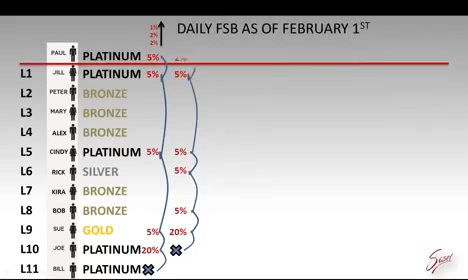 DAILY FSB AS OF FEBRUARY 1ST
1%
2%
2%
PAUL PLATINUM 5%
L1 JILL PLATINUM 5% 5%
L2 PETER BRONZE
L3 MARY BRONZE
L4 ALEX BRONZE
L5 CINDY PLATINUM 5% 5%
L6 RICK SILVER 5%
L7 KIRA BRONZE
L8 BOB BRONZE 5%
L9 SUE GOLD 5% 20%
L10 JOE PLATINUM 20%
L11 BILL PLATINUM
Sisel